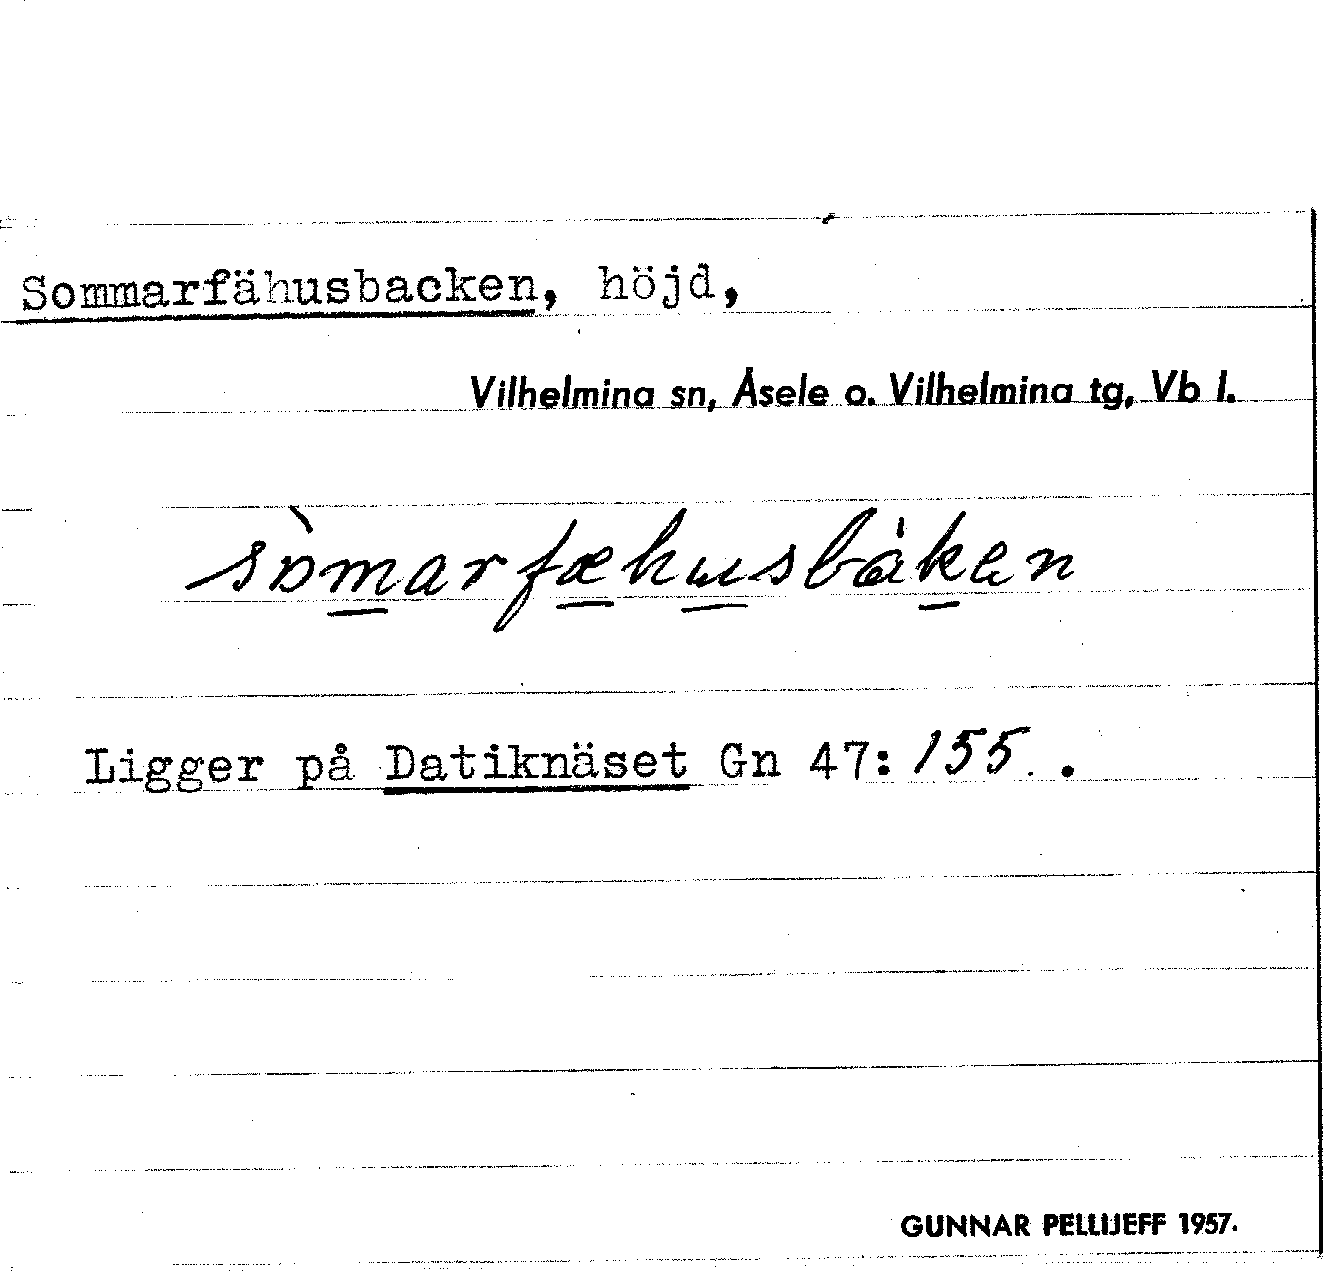 Sommarfähusbacken, höjd,
Vilhelmina sn, Åsele o. Vilhelmina tg, Vb l.
sòmarfæhusbàken
Ligger på Datiknäset Gn 47:155.
GUNNAR PELLIJEFF 1957.